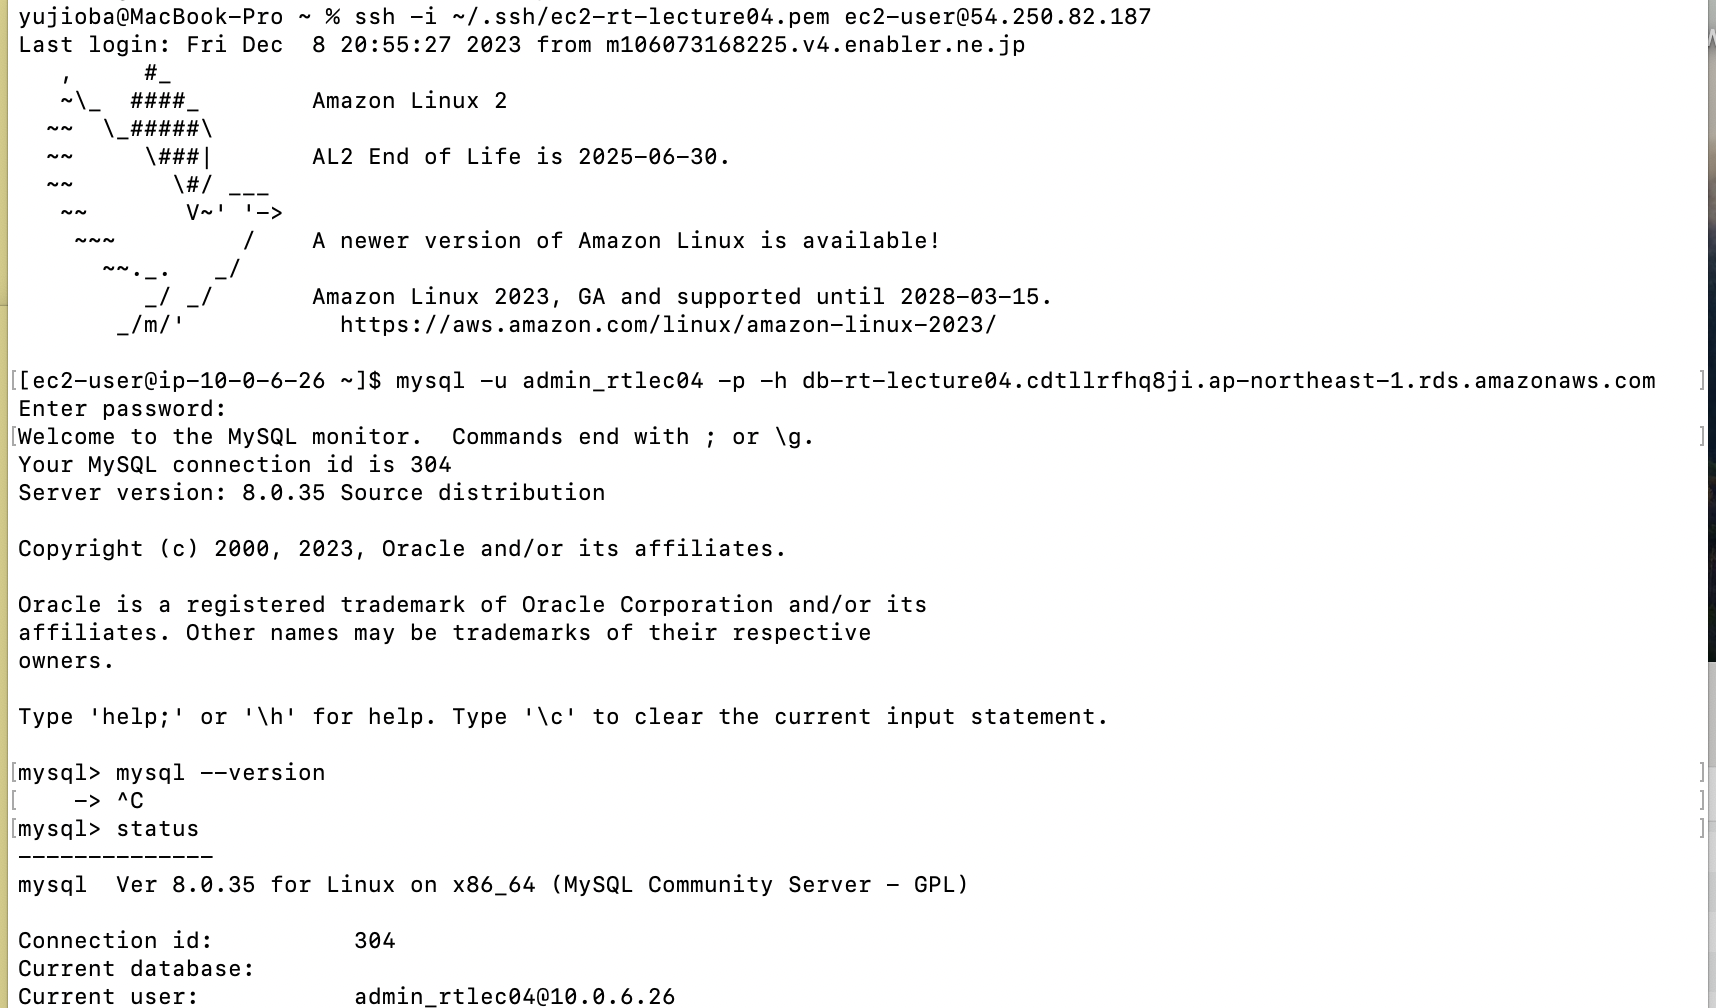 yujioba@MacBook-Pro ~ % ssh -i ~/.ssh/ec2-rt-lecture04.pem ec2-user@54.250.82.187
Last login: Fri Dec  8 20:55:27 2023 from m106073168225.v4.enabler.ne.jp
   ,     #_
   ~\_  ####_        Amazon Linux 2
  ~~  \_#####\
  ~~     \###|       AL2 End of Life is 2025-06-30.
  ~~       \#/ ___
   ~~       V~' '->
    ~~~         /    A newer version of Amazon Linux is available!
      ~~._.   _/
         _/ _/       Amazon Linux 2023, GA and supported until 2028-03-15.
       _/m/'           https://aws.amazon.com/linux/amazon-linux-2023/

[[ec2-user@ip-10-0-6-26 ~]$ mysql -u admin_rtlec04 -p -h db-rt-lecture04.cdtllrfhq8ji.ap-northeast-1.rds.amazonaws.com ]
Enter password:
[Welcome to the MySQL monitor.  Commands end with ; or \g. ]
Your MySQL connection id is 304
Server version: 8.0.35 Source distribution

Copyright (c) 2000, 2023, Oracle and/or its affiliates.

Oracle is a registered trademark of Oracle Corporation and/or its
affiliates. Other names may be trademarks of their respective
owners.

Type 'help;' or '\h' for help. Type '\c' to clear the current input statement.

[mysql> mysql --version ]
[    -> ^C ]
[mysql> status ]
--------------
mysql  Ver 8.0.35 for Linux on x86_64 (MySQL Community Server - GPL)

Connection id:          304
Current database:
Current user:           admin_rtlec04@10.0.6.26